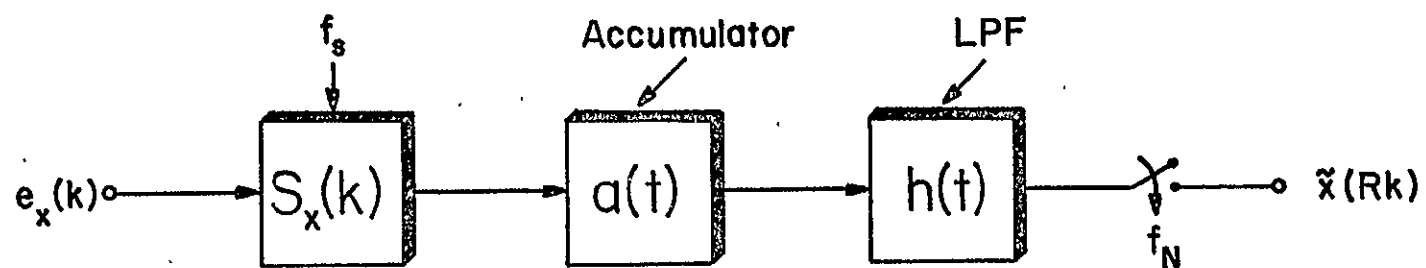 f_s
Accumulator
LPF
e_x(k)
S_x(k)
a(t)
h(t)
x̃(Rk)
f_N